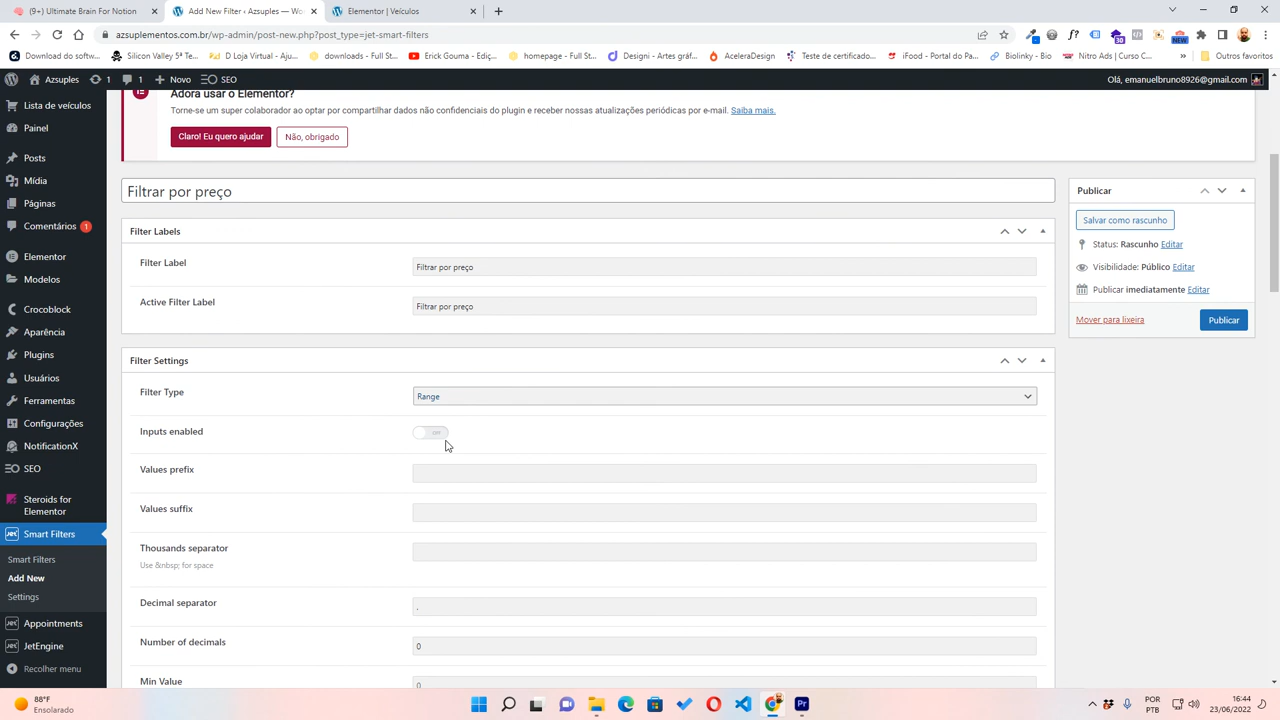 (9+) Ultimate Brain For Notion
Add New Filter ‹ Azsuples — Wo
Elementor | Veículos
azsuplementos.com.br/wp-admin/post-new.php?post_type=jet-smart-filters
Download do softw...
Silicon Valley 5ª Te...
D Loja Virtual - Aju...
downloads - Full St...
Erick Gouma - Ediç...
homepage - Full S...
Designi - Artes gráf...
AceleraDesign
Teste de certificado...
iFood - Portal do Pa...
Biolinky - Bio
Nitro Ads | Curso C...
»
Outros favoritos
Azsuples
1
1
Novo
SEO
Olá, emanuelbruno8926@gmail.com
Lista de veículos
Painel
Posts
Mídia
Páginas
Comentários 1
Elementor
Modelos
Crocoblock
Aparência
Plugins
Usuários
Ferramentas
Configurações
NotificationX
SEO
Steroids for
Elementor
Smart Filters
Smart Filters
Add New
Settings
Appointments
JetEngine
Recolher menu
Adora usar o Elementor?
Torne-se um super colaborador ao optar por compartilhar dados não confidenciais do plugin e receber nossas atualizações periódicas por e-mail. Saiba mais.
Claro! Eu quero ajudar
Não, obrigado
Filtrar por preço
Filter Labels
Filter Label
Filtrar por preço
Active Filter Label
Filtrar por preço
Filter Settings
Filter Type
Range
Inputs enabled
OFF
Values prefix
Values suffix
Thousands separator
Use &nbsp; for space
Decimal separator
.
Number of decimals
0
Min Value
0
Publicar
Salvar como rascunho
Status: Rascunho Editar
Visibilidade: Público Editar
Publicar imediatamente Editar
Mover para lixeira
Publicar
88°F
Ensolarado
POR
PTB
16:44
23/06/2022